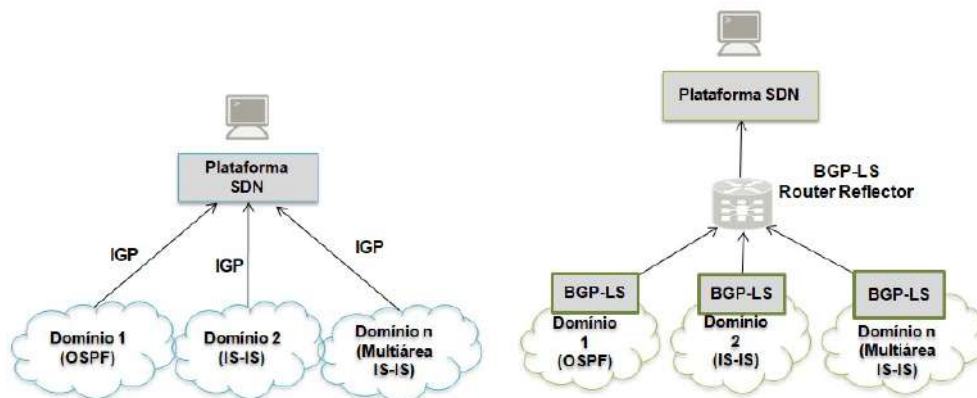 Plataforma
SDN
IGP
IGP
IGP
Domínio 1
(OSPF)
Domínio 2
(IS-IS)
Domínio n
(Multiárea
IS-IS)
Plataforma SDN
BGP-LS
Router Reflector
BGP-LS
BGP-LS
BGP-LS
Domínio
1
(OSPF)
Domínio
2
(IS-IS)
Domínio n
(Multiárea
IS-IS)